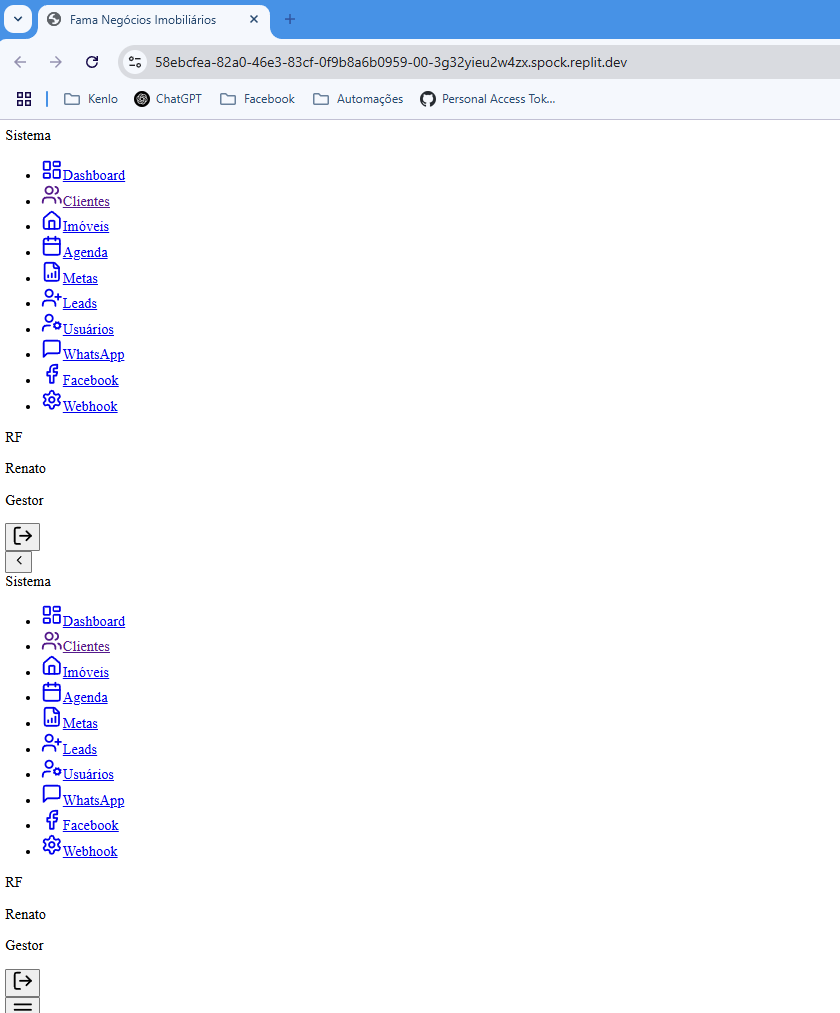 Fama Negócios Imobiliários
58ebcfea-82a0-46e3-83cf-0f9b8a6b0959-00-3g32yieu2w4zx.spock.replit.dev
Kenlo ChatGPT Facebook Automações Personal Access Tok...
Sistema
Dashboard
Clientes
Imóveis
Agenda
Metas
Leads
Usuários
WhatsApp
Facebook
Webhook
RF
Renato
Gestor
Sistema
Dashboard
Clientes
Imóveis
Agenda
Metas
Leads
Usuários
WhatsApp
Facebook
Webhook
RF
Renato
Gestor